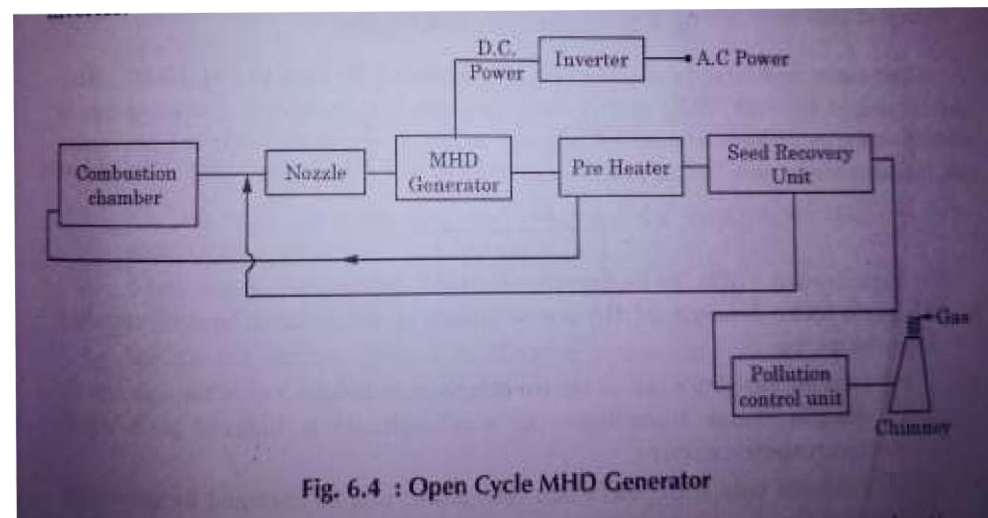 D.C.
Power
Inverter
A.C Power
Combustion
chamber
Nozzle
MHD
Generator
Pre Heater
Seed Recovery
Unit
Gas
Pollution
control unit
Chimney
Fig. 6.4 : Open Cycle MHD Generator